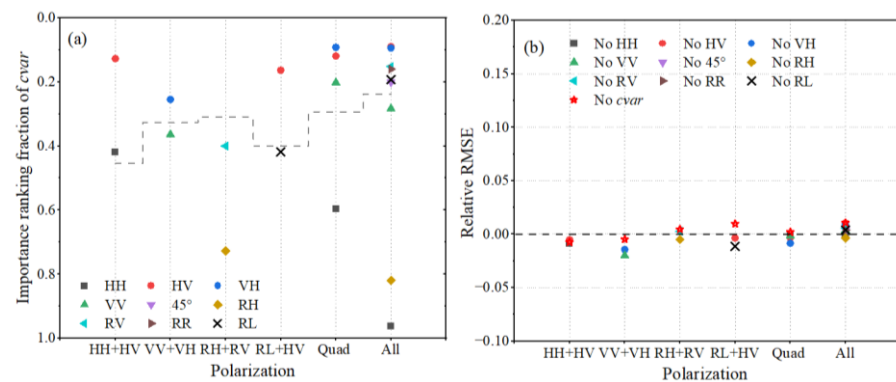 (a)
Importance ranking fraction of cvar
0.0
0.2
0.4
0.6
0.8
1.0
HH HV VH
VV 45° RH
RV RR RL
HH+HV VV+VH RH+RV RL+HV Quad All
Polarization
(b)
Relative RMSE
0.20
0.15
0.10
0.05
0.00
−0.05
−0.10
No HH No HV No VH
No VV No 45° No RH
No RV No RR No RL
No cvar
HH+HV VV+VH RH+RV RL+HV Quad All
Polarization